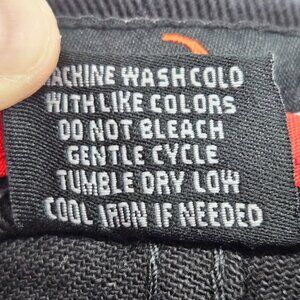 MACHINE WASH COLD
WITH LIKE COLORS
DO NOT BLEACH
GENTLE CYCLE
TUMBLE DRY LOW
COOL IRON IF NEEDED